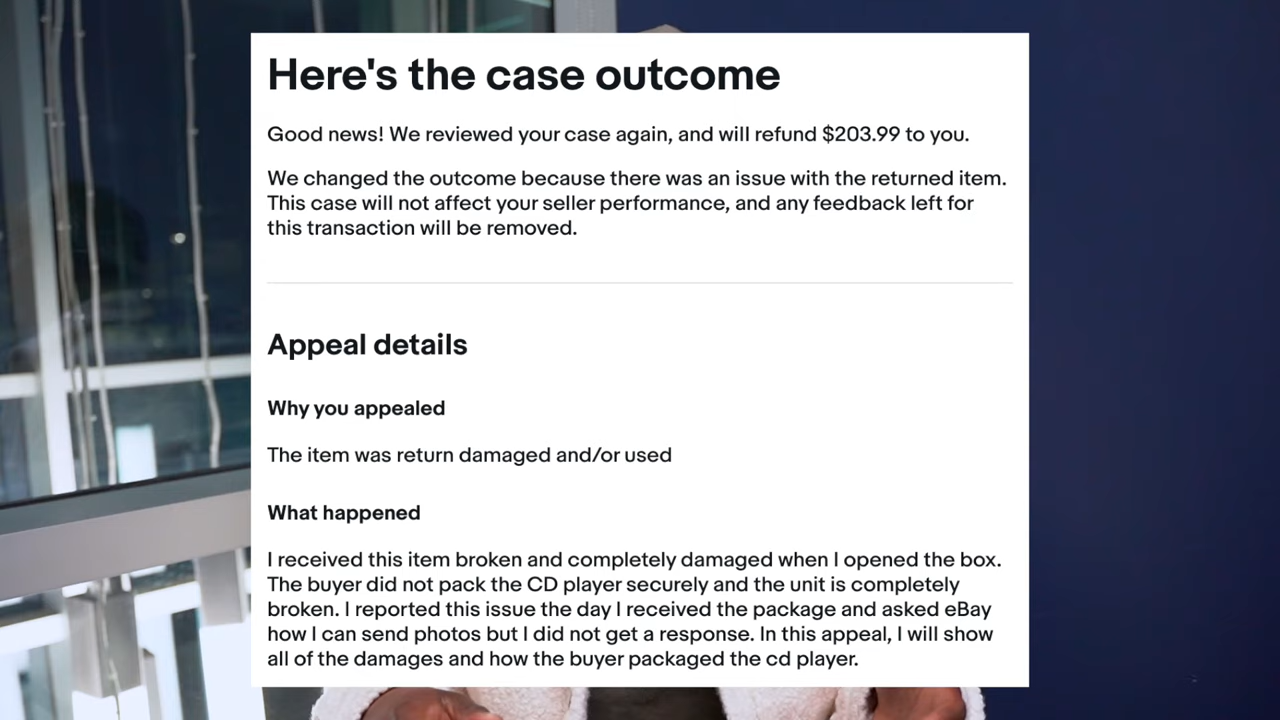 Here's the case outcome
Good news! We reviewed your case again, and will refund $203.99 to you.
We changed the outcome because there was an issue with the returned item.
This case will not affect your seller performance, and any feedback left for
this transaction will be removed.
Appeal details
Why you appealed
The item was return damaged and/or used
What happened
I received this item broken and completely damaged when I opened the box.
The buyer did not pack the CD player securely and the unit is completely
broken. I reported this issue the day I received the package and asked eBay
how I can send photos but I did not get a response. In this appeal, I will show
all of the damages and how the buyer packaged the cd player.